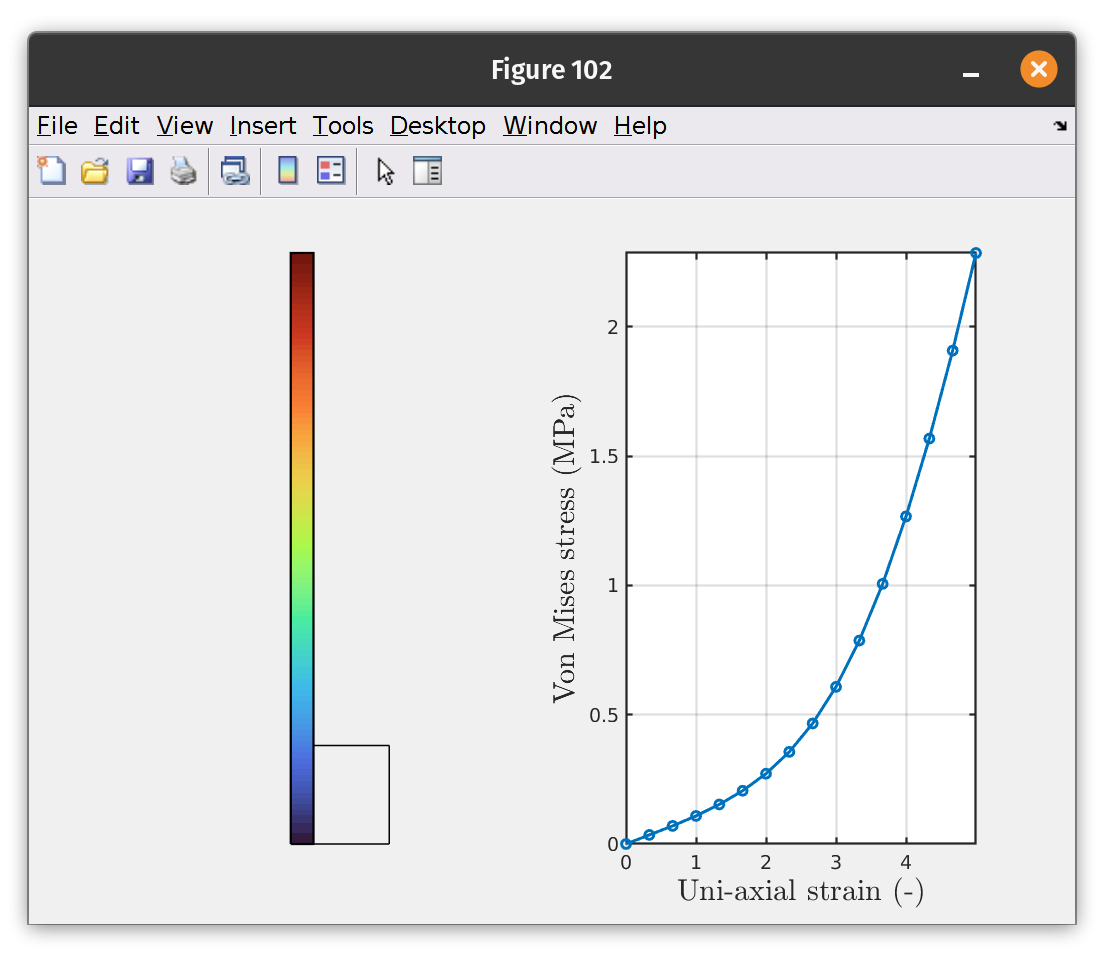 Figure 102
File Edit View Insert Tools Desktop Window Help
2
1.5
1
0.5
0
Von Mises stress (MPa)
0 1 2 3 4
Uni-axial strain (-)